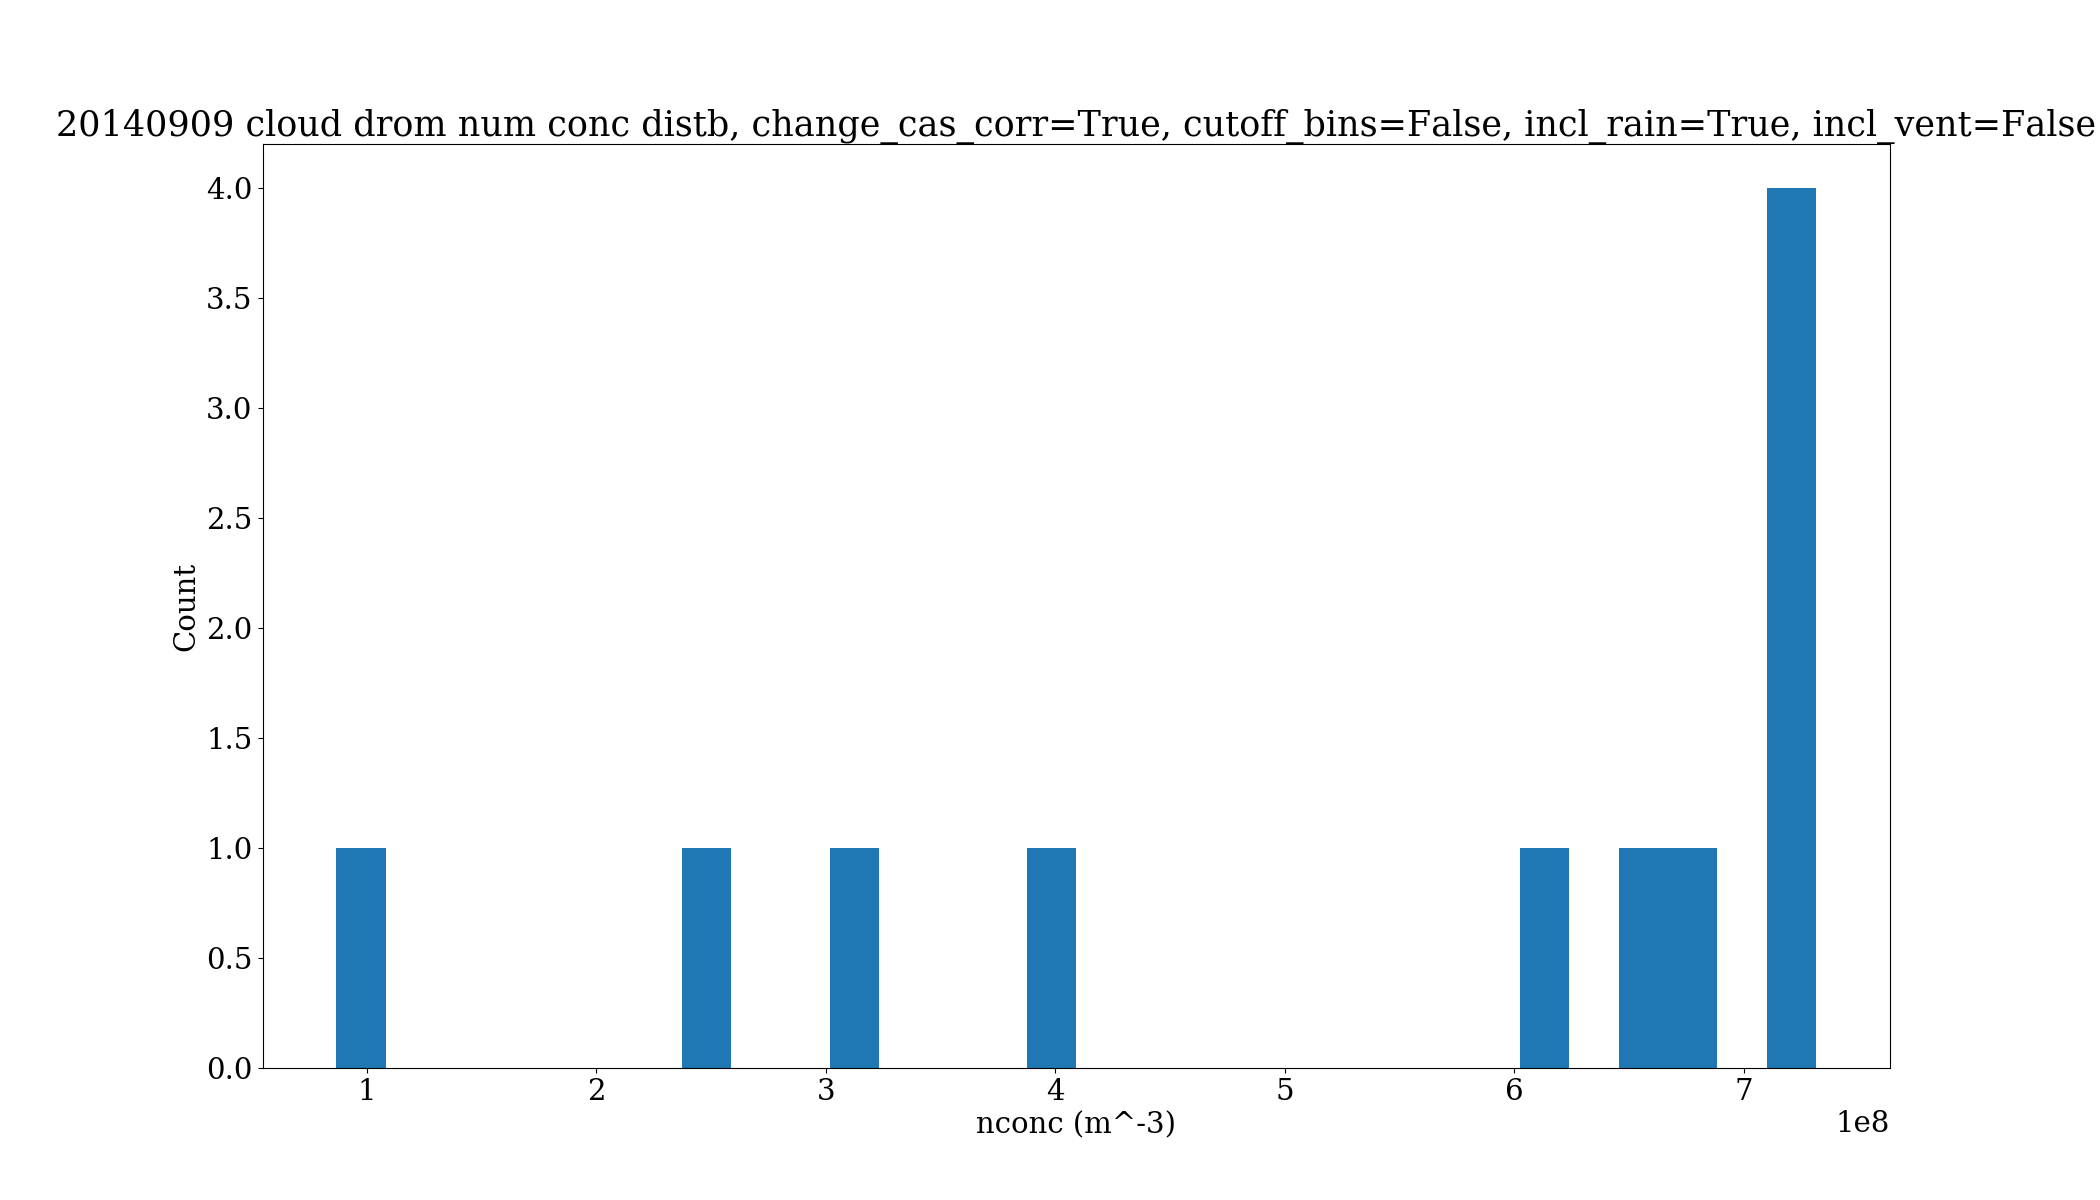 20140909 cloud drom num conc distb, change_cas_corr=True, cutoff_bins=False, incl_rain=True, incl_vent=False
4.0
3.5
3.0
2.5
2.0
1.5
1.0
0.5
0.0
Count
1 2 3 4 5 6 7
nconc (m^-3)
1e8